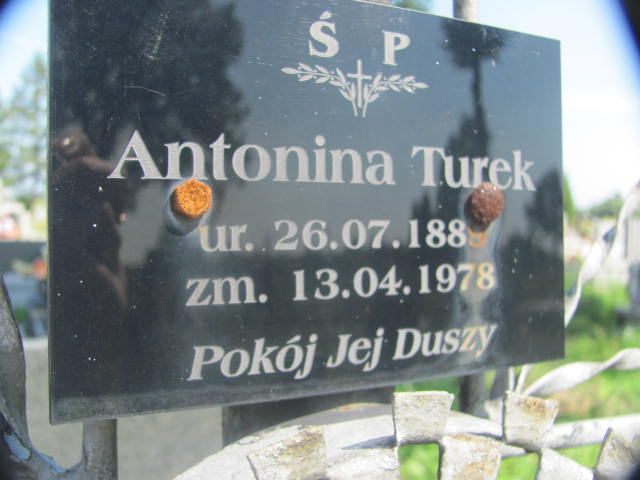 Ś P
Antonina Turek
ur. 26.07.1889
zm. 13.04.1978
Pokój Jej Duszy